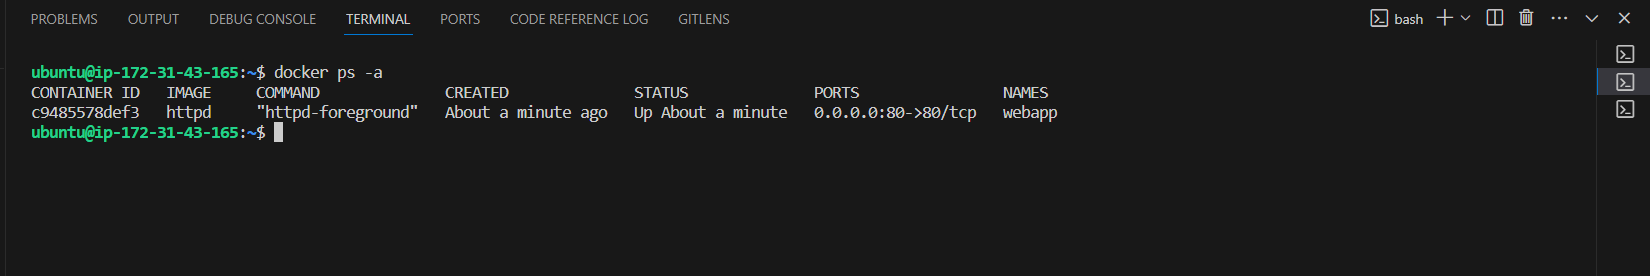 PROBLEMS OUTPUT DEBUG CONSOLE TERMINAL PORTS CODE REFERENCE LOG GITLENS bash
ubuntu@ip-172-31-43-165:~$ docker ps -a
CONTAINER ID IMAGE COMMAND CREATED STATUS PORTS NAMES
c9485578def3 httpd "httpd-foreground" About a minute ago Up About a minute 0.0.0.0:80->80/tcp webapp
ubuntu@ip-172-31-43-165:~$